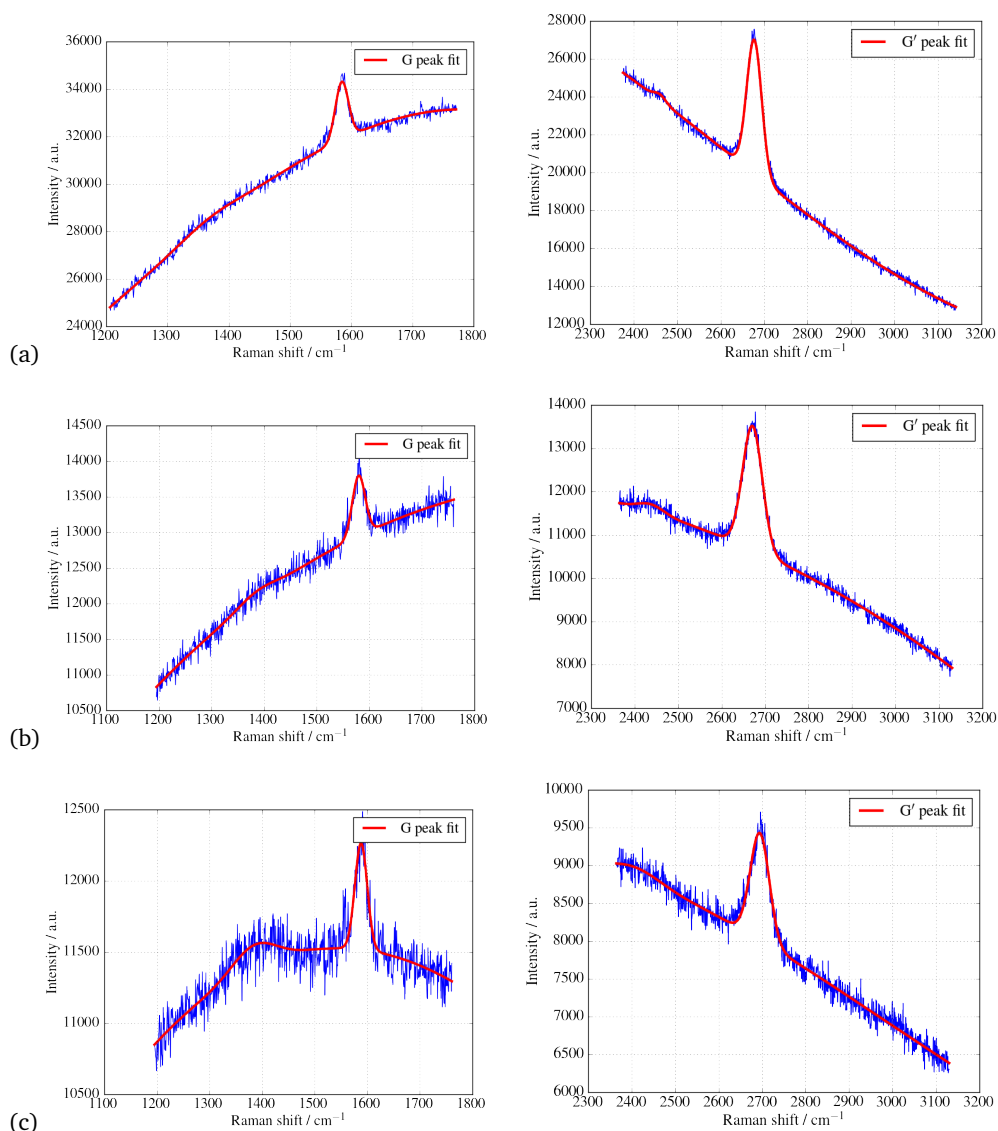 36000
34000
32000
30000
28000
26000
24000
1200 1300 1400 1500 1600 1700 1800
Intensity / a.u.
Raman shift / cm⁻¹
G peak fit
28000
26000
24000
22000
20000
18000
16000
14000
12000
2300 2400 2500 2600 2700 2800 2900 3000 3100 3200
Intensity / a.u.
Raman shift / cm⁻¹
G′ peak fit
(a)
14500
14000
13500
13000
12500
12000
11500
11000
10500
1100 1200 1300 1400 1500 1600 1700 1800
Intensity / a.u.
Raman shift / cm⁻¹
G peak fit
14000
13000
12000
11000
10000
9000
8000
7000
2300 2400 2500 2600 2700 2800 2900 3000 3100 3200
Intensity / a.u.
Raman shift / cm⁻¹
G′ peak fit
(b)
12500
12000
11500
11000
10500
1100 1200 1300 1400 1500 1600 1700 1800
Intensity / a.u.
Raman shift / cm⁻¹
G peak fit
10000
9500
9000
8500
8000
7500
7000
6500
6000
2300 2400 2500 2600 2700 2800 2900 3000 3100 3200
Intensity / a.u.
Raman shift / cm⁻¹
G′ peak fit
(c)